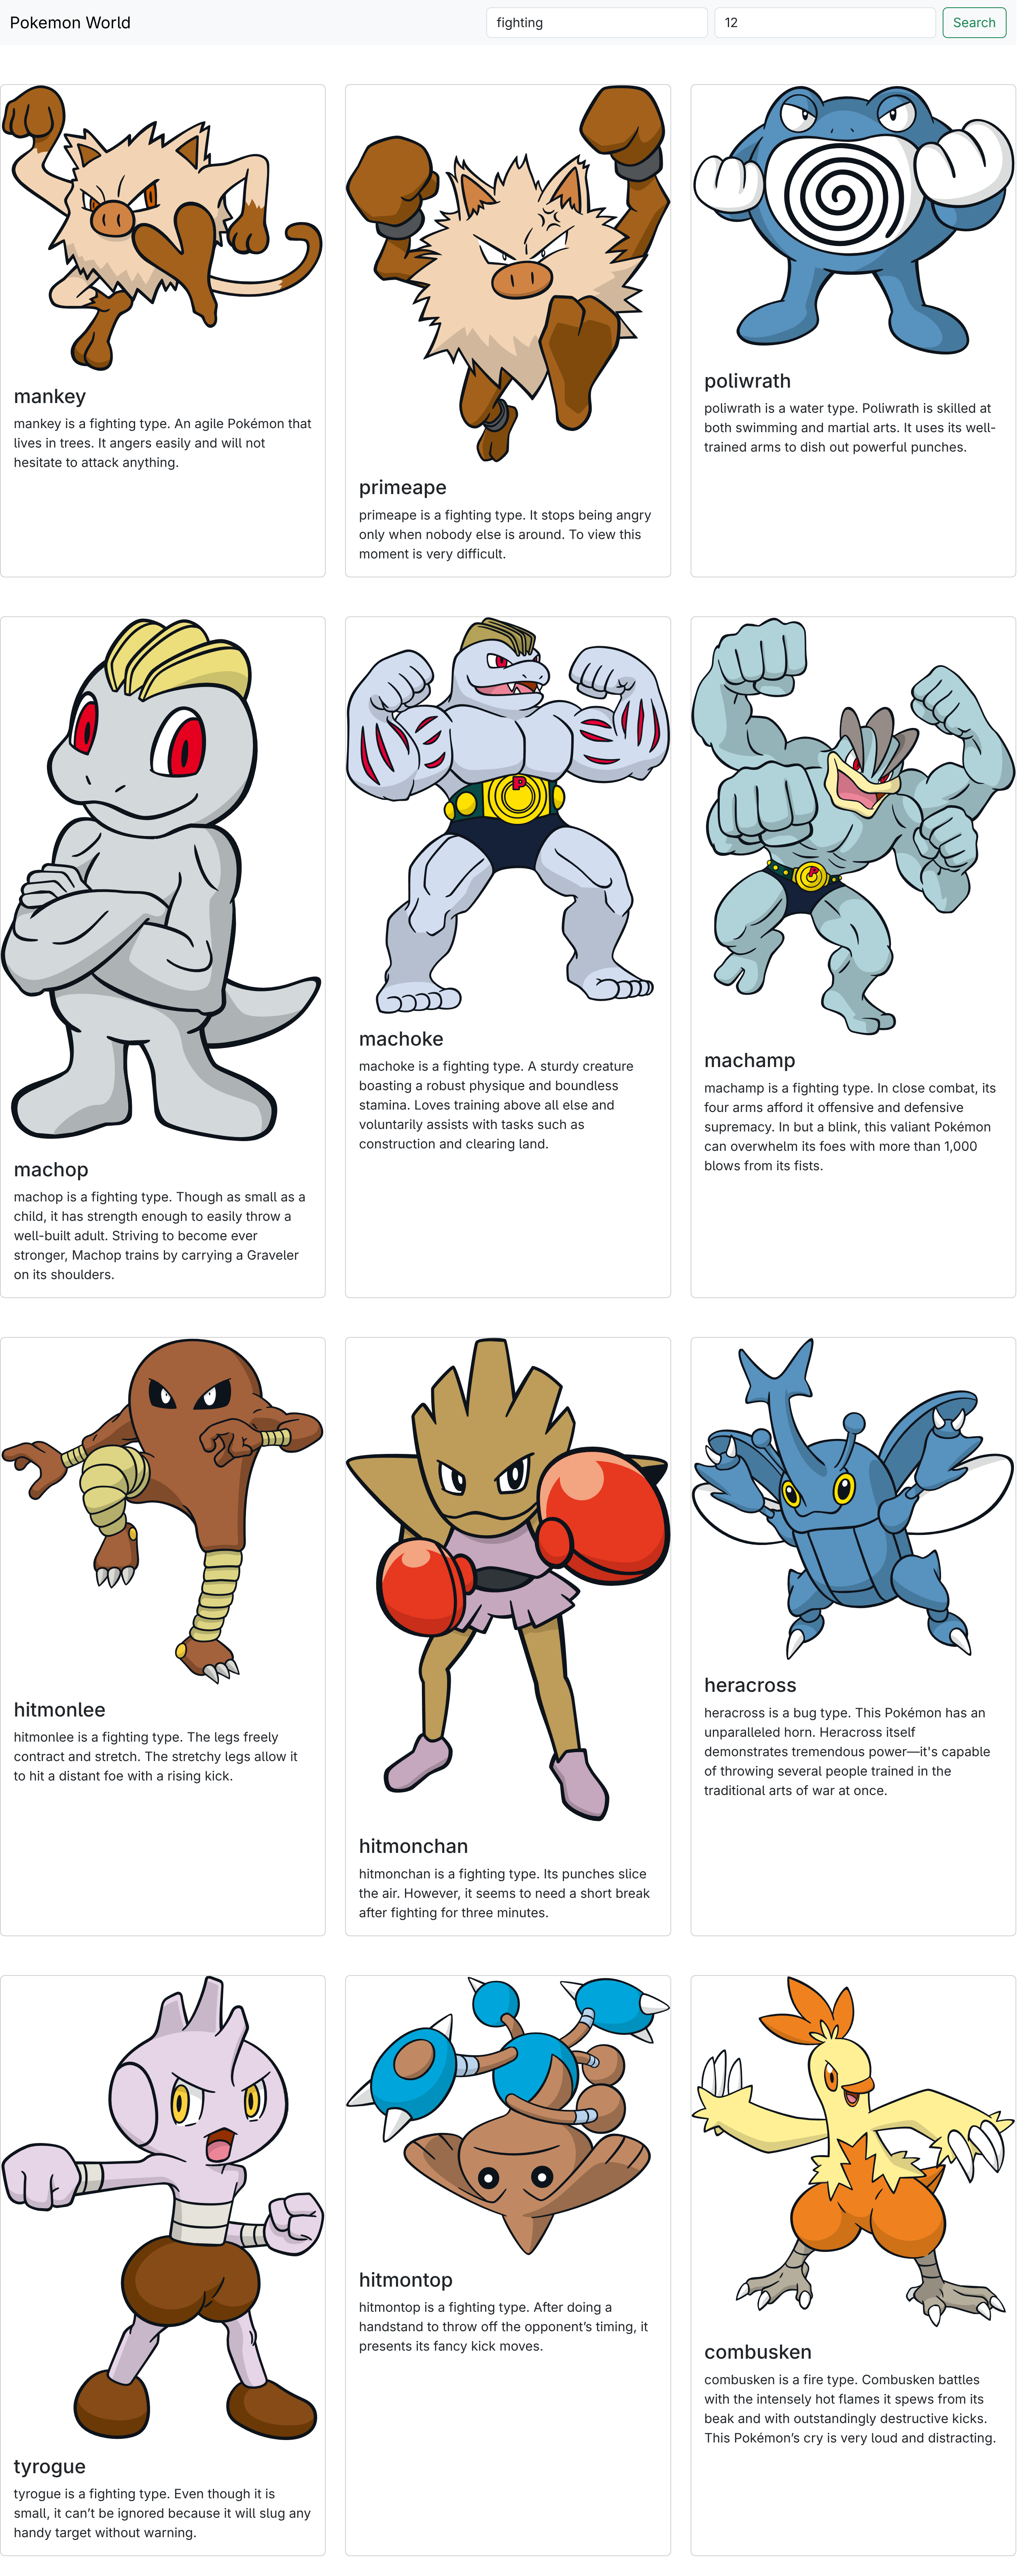 Pokemon World
fighting
12
Search
mankey
mankey is a fighting type. An agile Pokémon that
lives in trees. It angers easily and will not
hesitate to attack anything.
primeape
primeape is a fighting type. It stops being angry
only when nobody else is around. To view this
moment is very difficult.
poliwrath
poliwrath is a water type. Poliwrath is skilled at
both swimming and martial arts. It uses its well-
trained arms to dish out powerful punches.
machop
machop is a fighting type. Though as small as a
child, it has strength enough to easily throw a
well-built adult. Striving to become ever
stronger, Machop trains by carrying a Graveler
on its shoulders.
machoke
machoke is a fighting type. A sturdy creature
boasting a robust physique and boundless
stamina. Loves training above all else and
voluntarily assists with tasks such as
construction and clearing land.
machamp
machamp is a fighting type. In close combat, its
four arms afford it offensive and defensive
supremacy. In but a blink, this valiant Pokémon
can overwhelm its foes with more than 1,000
blows from its fists.
hitmonlee
hitmonlee is a fighting type. The legs freely
contract and stretch. The stretchy legs allow it
to hit a distant foe with a rising kick.
hitmonchan
hitmonchan is a fighting type. Its punches slice
the air. However, it seems to need a short break
after fighting for three minutes.
heracross
heracross is a bug type. This Pokémon has an
unparalleled horn. Heracross itself
demonstrates tremendous power—it's capable
of throwing several people trained in the
traditional arts of war at once.
tyrogue
tyrogue is a fighting type. Even though it is
small, it can’t be ignored because it will slug any
handy target without warning.
hitmontop
hitmontop is a fighting type. After doing a
handstand to throw off the opponent’s timing, it
presents its fancy kick moves.
combusken
combusken is a fire type. Combusken battles
with the intensely hot flames it spews from its
beak and with outstandingly destructive kicks.
This Pokémon’s cry is very loud and distracting.